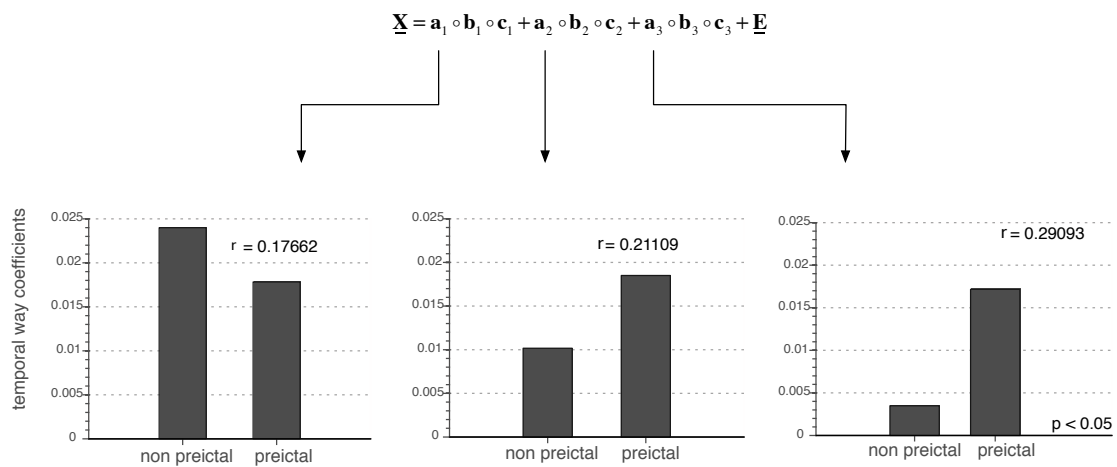 X = a₁ ∘ b₁ ∘ c₁ + a₂ ∘ b₂ ∘ c₂ + a₃ ∘ b₃ ∘ c₃ + E
temporal way coefficients
0.025
0.02
0.015
0.01
0.005
0
r = 0.17662
non preictal preictal
0.025
0.02
0.015
0.01
0.005
0
r = 0.21109
non preictal preictal
0.025
0.02
0.015
0.01
0.005
0
r = 0.29093
p < 0.05
non preictal preictal